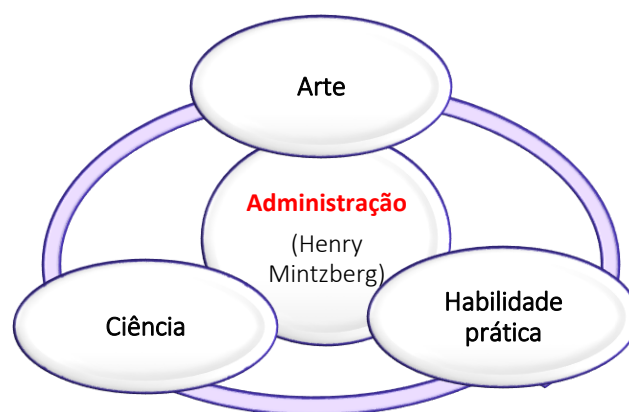 Arte
Administração
(Henry
Mintzberg)
Ciência
Habilidade
prática